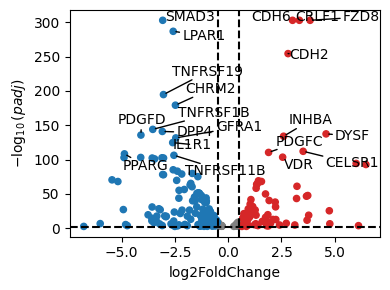 SMAD3 CDH6 CRLF1 FZD8
300
LPAR1
CDH2
250
TNFRSF19
CHRM2
200
TNFRSF1B INHBA
PDGFD GFRA1
150
DPP4 DYSF
IL1R1 PDGFC
100
PPARG VDR CELSR1
TNFRSF11B
50
0
−log₁₀(padj)
−5.0 −2.5 0.0 2.5 5.0
log2FoldChange